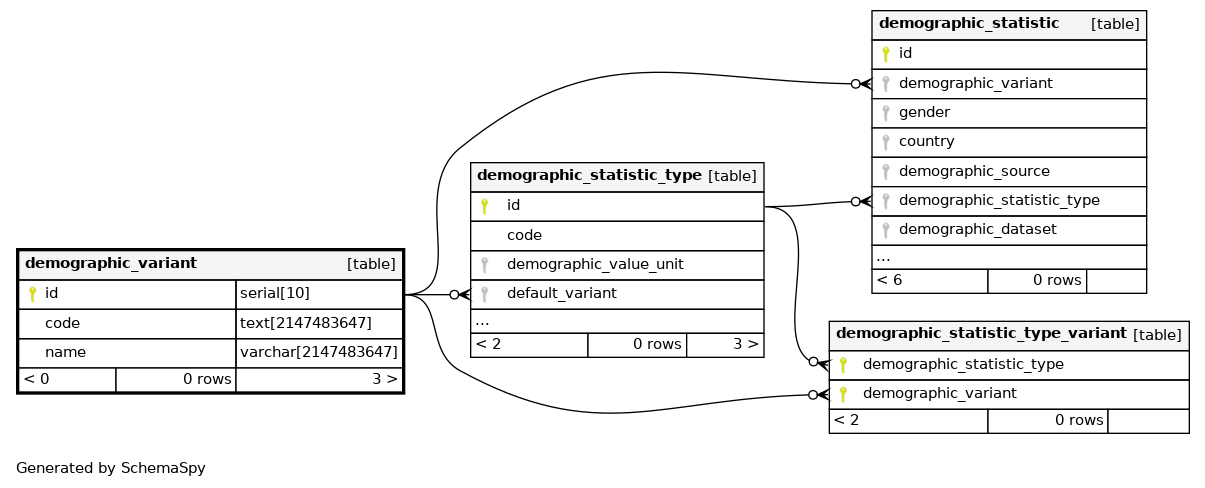 demographic_statistic [table]
id
demographic_variant
gender
country
demographic_source
demographic_statistic_type
demographic_dataset
...
< 6 0 rows
demographic_statistic_type [table]
id
code
demographic_value_unit
default_variant
...
< 2 0 rows 3 >
demographic_variant [table]
id serial[10]
code text[2147483647]
name varchar[2147483647]
< 0 0 rows 3 >
demographic_statistic_type_variant [table]
demographic_statistic_type
demographic_variant
< 2 0 rows
Generated by SchemaSpy